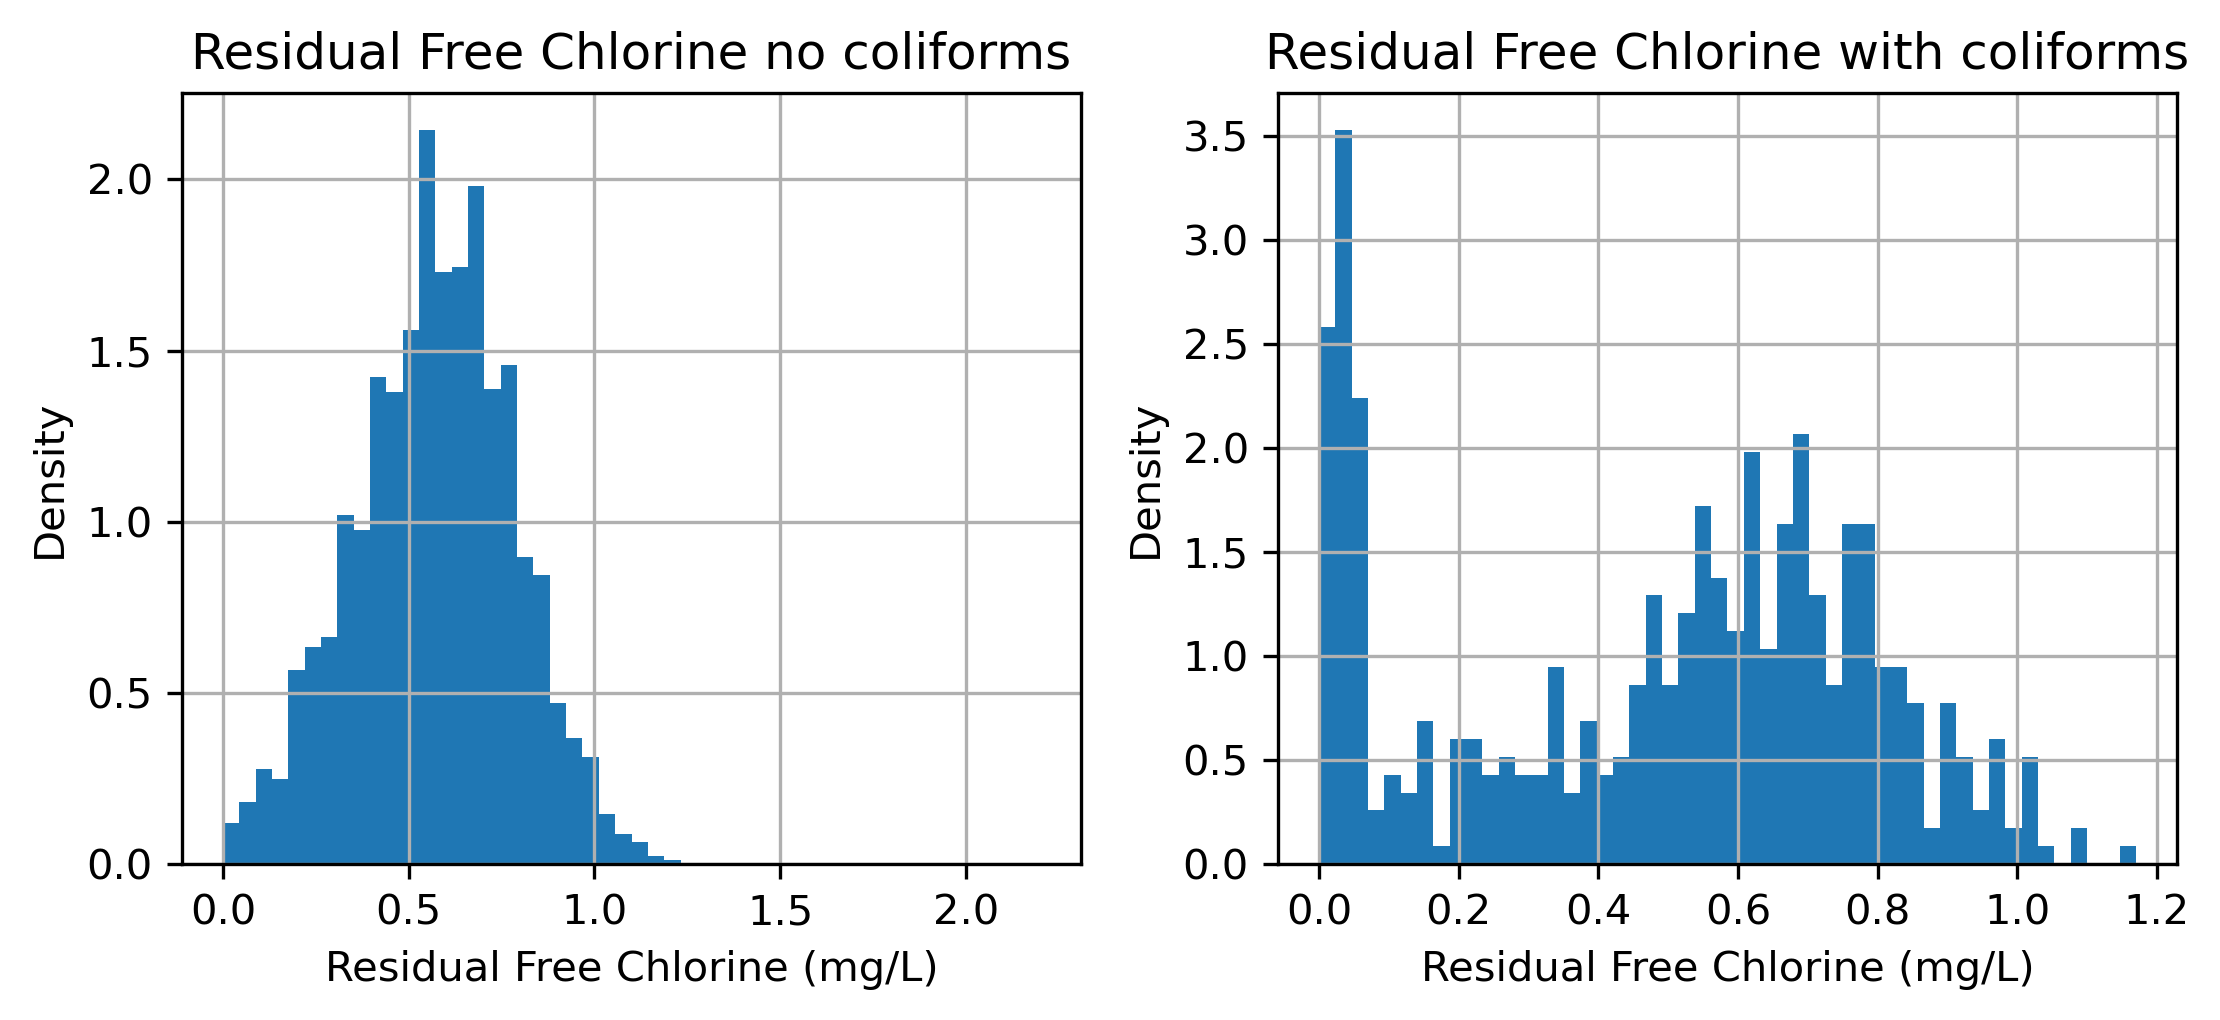 Residual Free Chlorine no coliforms
Density
2.0
1.5
1.0
0.5
0.0
0.0 0.5 1.0 1.5 2.0
Residual Free Chlorine (mg/L)
Residual Free Chlorine with coliforms
Density
3.5
3.0
2.5
2.0
1.5
1.0
0.5
0.0
0.0 0.2 0.4 0.6 0.8 1.0 1.2
Residual Free Chlorine (mg/L)